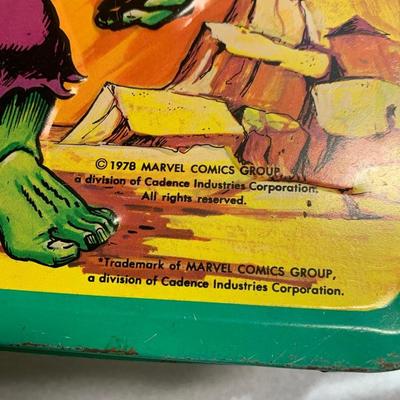 © 1978 MARVEL COMICS GROUP
a division of Cadence Industries Corporation.
All rights reserved.
*Trademark of MARVEL COMICS GROUP,
a division of Cadence Industries Corporation.